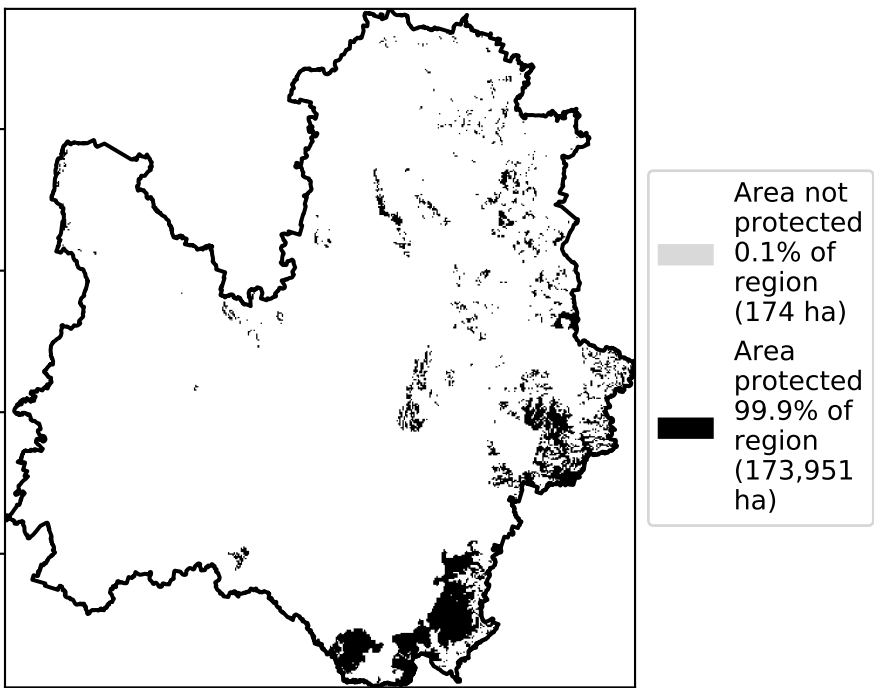 Area not
protected
0.1% of
region
(174 ha)
Area
protected
99.9% of
region
(173,951
ha)